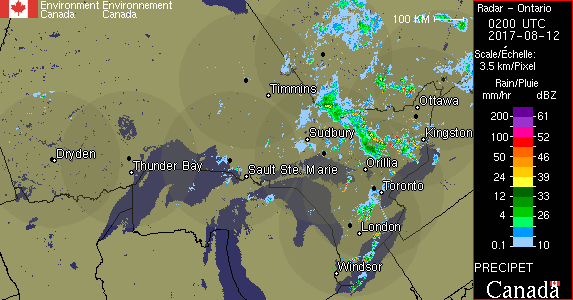 Environment Environnement
Canada Canada
100 KM
Timmins
Ottawa
Sudbury
Kingston
Dryden
Thunder Bay
Sault Ste. Marie
Orillia
Toronto
London
Windsor
Radar - Ontario
0200 UTC
2017-08-12
Scale/Échelle:
3.5 km/Pixel
Rain/Pluie
mm/hr dBZ
200 61
100 52
50 46
24 39
12 33
4 26
0.1 10
PRECIPET
Canada